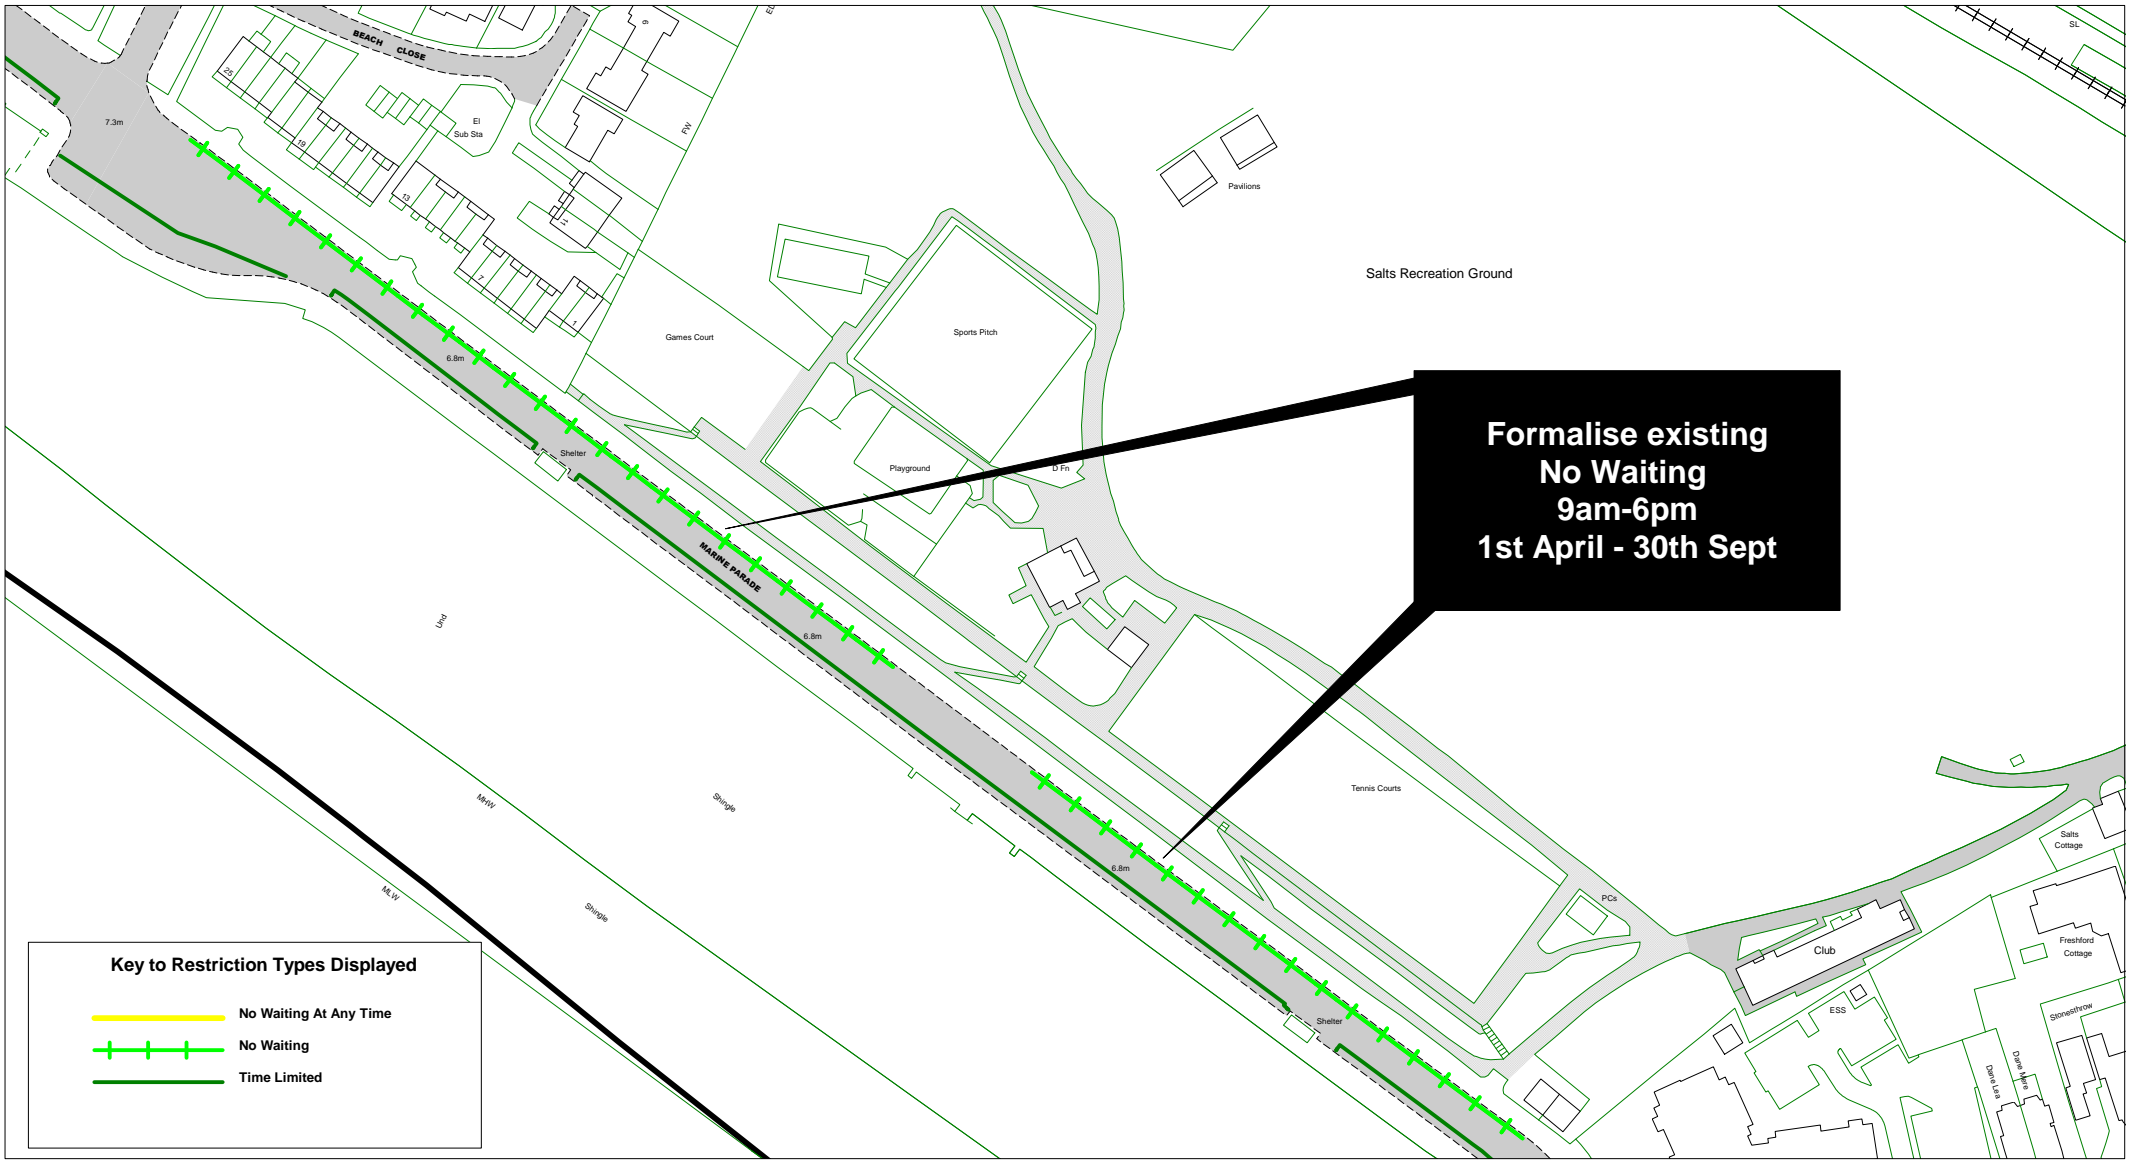 BEACH CLOSE
25
19
13
7
1
6
11
El
Sub Sta
FW
7.3m
SL
Pavilions
Salts Recreation Ground
Games Court
Sports Pitch
Playground
D Fn
6.8m
Shelter
MARINE PARADE
6.8m
Formalise existing
No Waiting
9am-6pm
1st April - 30th Sept
Und
MHW
Shingle
MLW
Shingle
Tennis Courts
6.8m
PCs
Shelter
Club
ESS
Salts
Cottage
Freshford
Cottage
Stonesthrow
Dane Mere
Dane Lea
Key to Restriction Types Displayed
No Waiting At Any Time
No Waiting
Time Limited